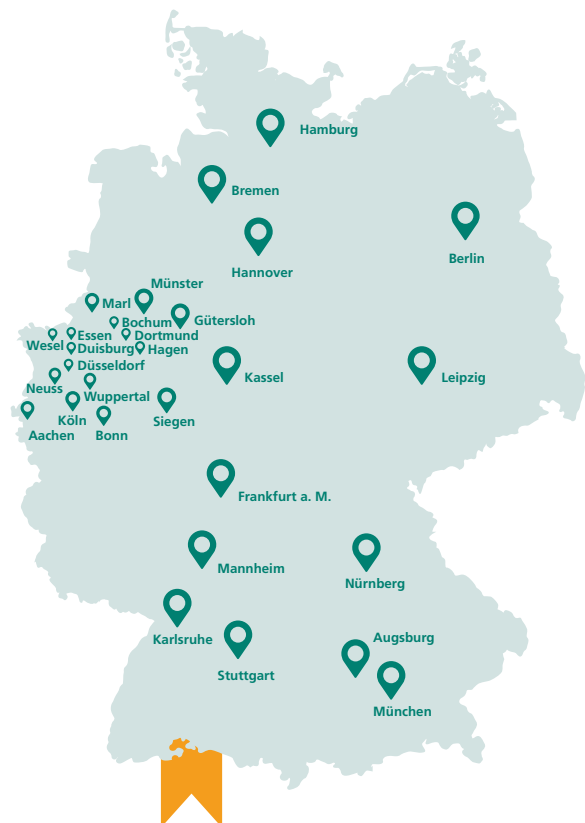 Hamburg
Bremen
Berlin
Hannover
Münster
Marl
Gütersloh
Bochum
Essen
Dortmund
Wesel
Duisburg
Hagen
Düsseldorf
Kassel
Leipzig
Neuss
Wuppertal
Köln
Siegen
Aachen
Bonn
Frankfurt a. M.
Mannheim
Nürnberg
Karlsruhe
Augsburg
Stuttgart
München